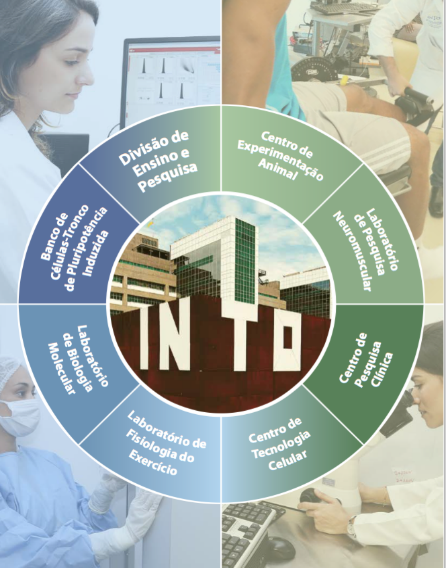 Divisão de
Ensino e
Pesquisa
Centro de
Experimentação
Animal
Laboratório
de Pesquisa
Neuromuscular
Centro de
Pesquisa
Clínica
Centro de
Tecnologia
Celular
Laboratório de
Fisiologia do
Exercício
Laboratório
de Biologia
Molecular
Banco de
Células-Tronco
de Pluripotência
Induzida
INTO